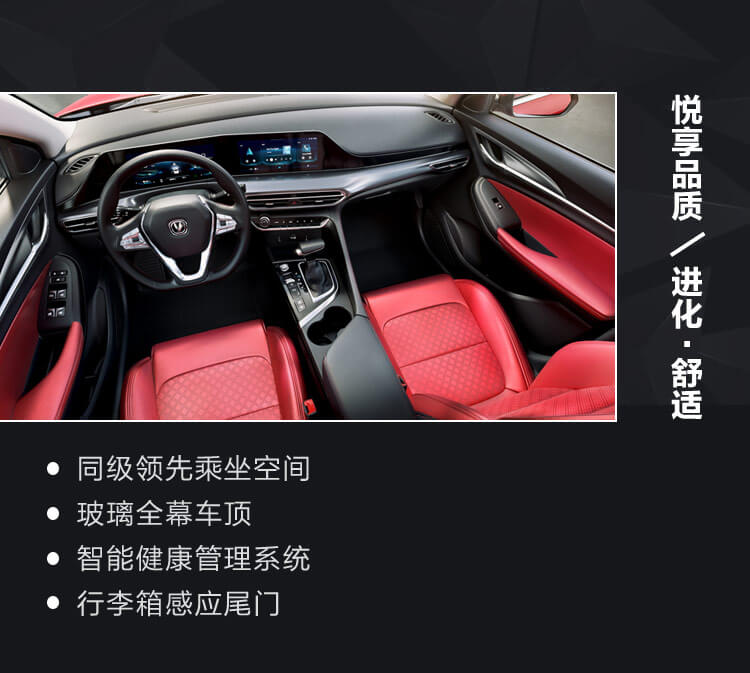 悦享品质／进化·舒适
同级领先乘坐空间
玻璃全幕车顶
智能健康管理系统
行李箱感应尾门